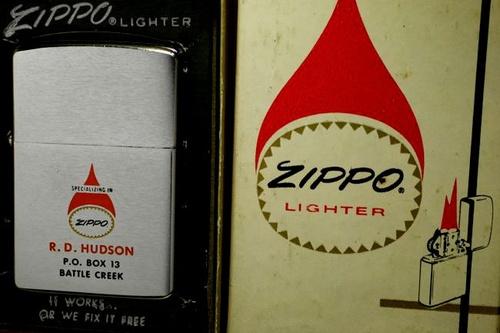 ZIPPO® LIGHTER
SPECIALIZING IN
ZIPPO
R. D. HUDSON
P.O. BOX 13
BATTLE CREEK
IT WORKS...
OR WE FIX IT FREE
ZIPPO®
LIGHTER